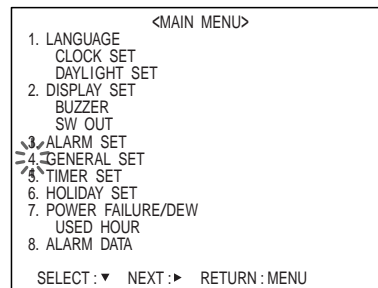 <MAIN MENU>
1. LANGUAGE
CLOCK SET
DAYLIGHT SET
2. DISPLAY SET
BUZZER
SW OUT
3. ALARM SET
4. GENERAL SET
5. TIMER SET
6. HOLIDAY SET
7. POWER FAILURE/DEW
USED HOUR
8. ALARM DATA
SELECT : ▼ NEXT : ► RETURN : MENU